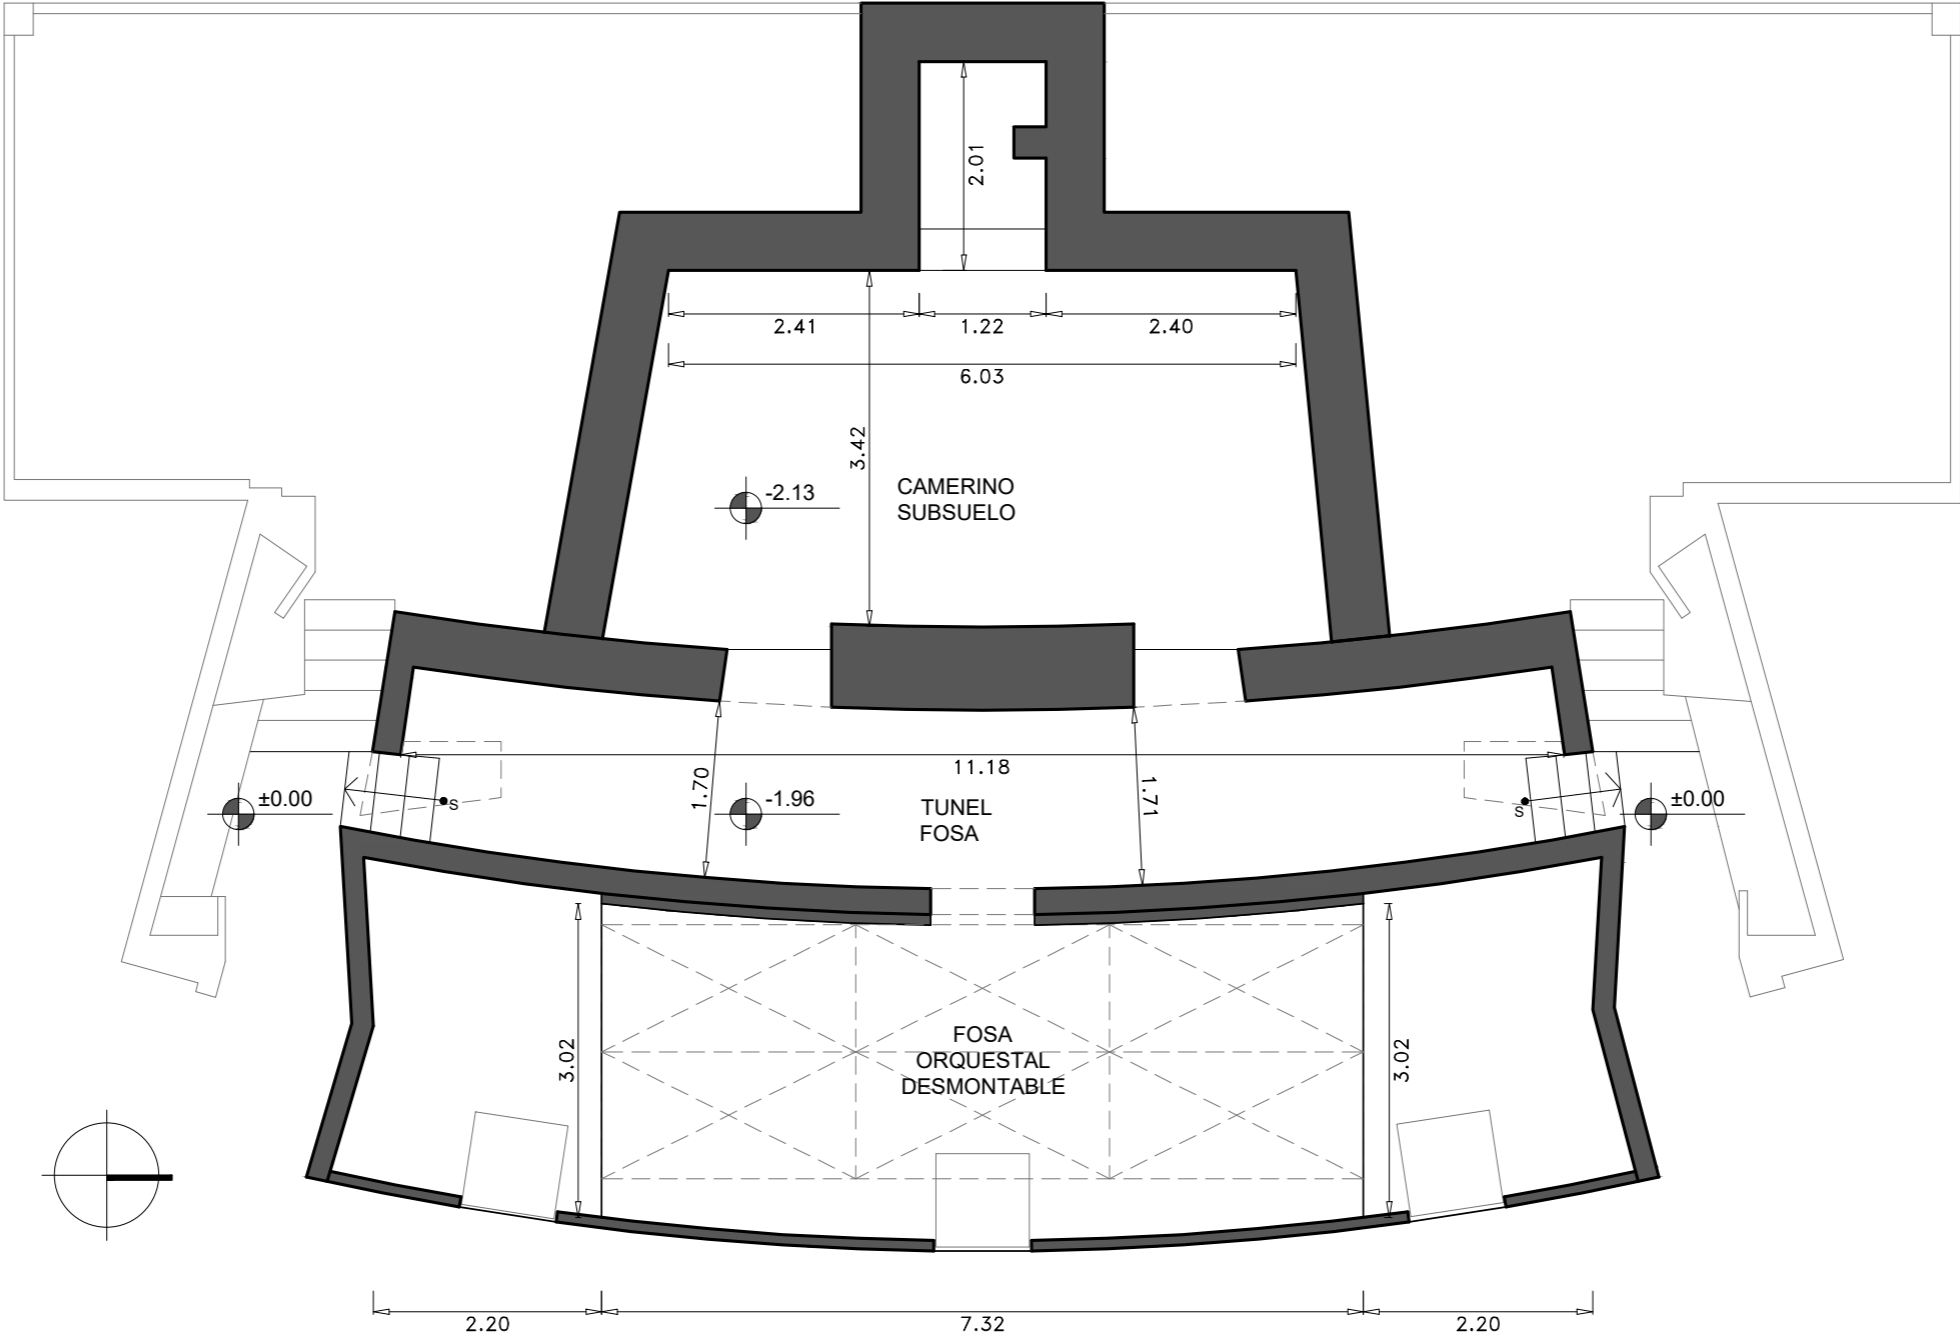 2.01
2.41
1.22
2.40
6.03
3.42
-2.13
CAMERINO
SUBSUELO
11.18
1.70
1.71
±0.00
S
-1.96
TUNEL
FOSA
S
±0.00
3.02
FOSA
ORQUESTAL
DESMONTABLE
3.02
2.20
7.32
2.20